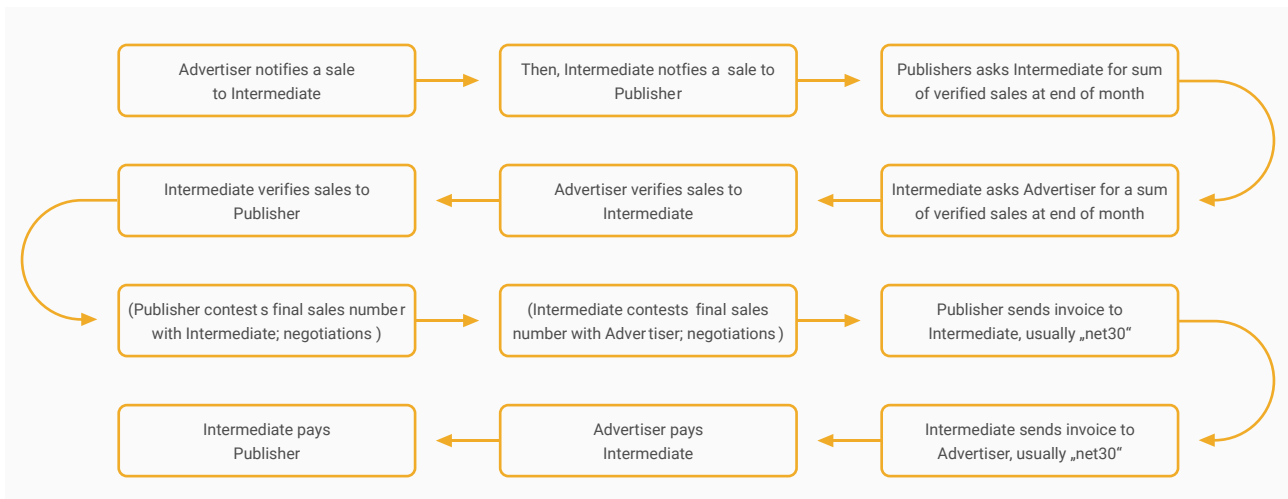 Advertiser notifies a sale
to Intermediate
Then, Intermediate notfies a sale to
Publisher
Publishers asks Intermediate for sum
of verified sales at end of month
Intermediate asks Advertiser for a sum
of verified sales at end of month
Advertiser verifies sales to
Intermediate
Intermediate verifies sales to
Publisher
(Publisher contests final sales number
with Intermediate; negotiations)
(Intermediate contests final sales
number with Advertiser; negotiations)
Publisher sends invoice to
Intermediate, usually „net30“
Intermediate sends invoice to
Advertiser, usually „net30“
Advertiser pays
Intermediate
Intermediate pays
Publisher